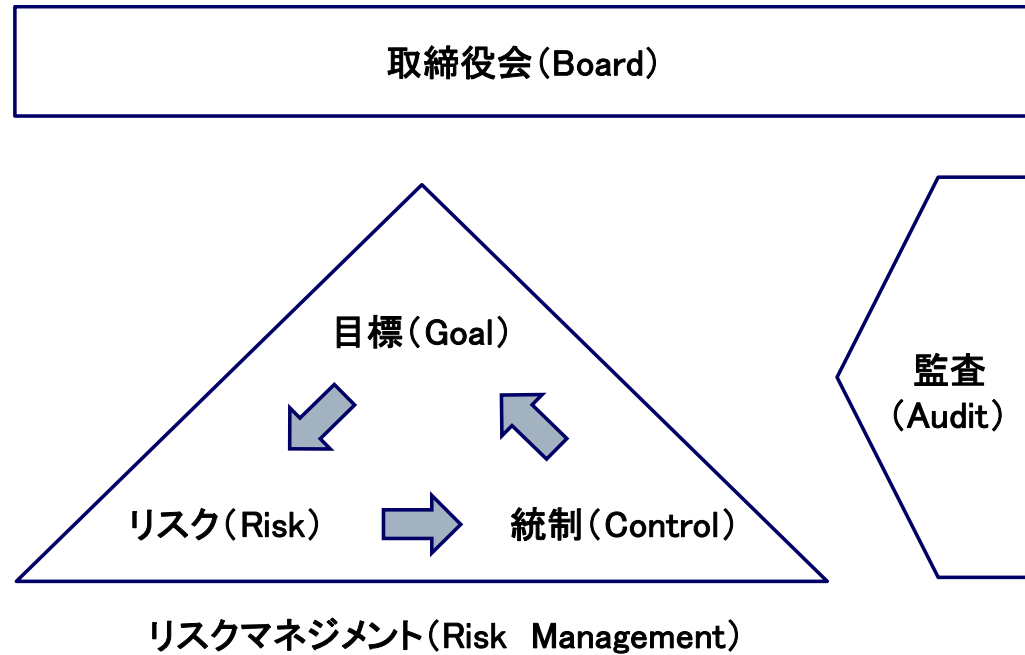 取締役会（Board）
目標（Goal）
監査
（Audit）
リスク（Risk）
統制（Control）
リスクマネジメント（Risk　Management）